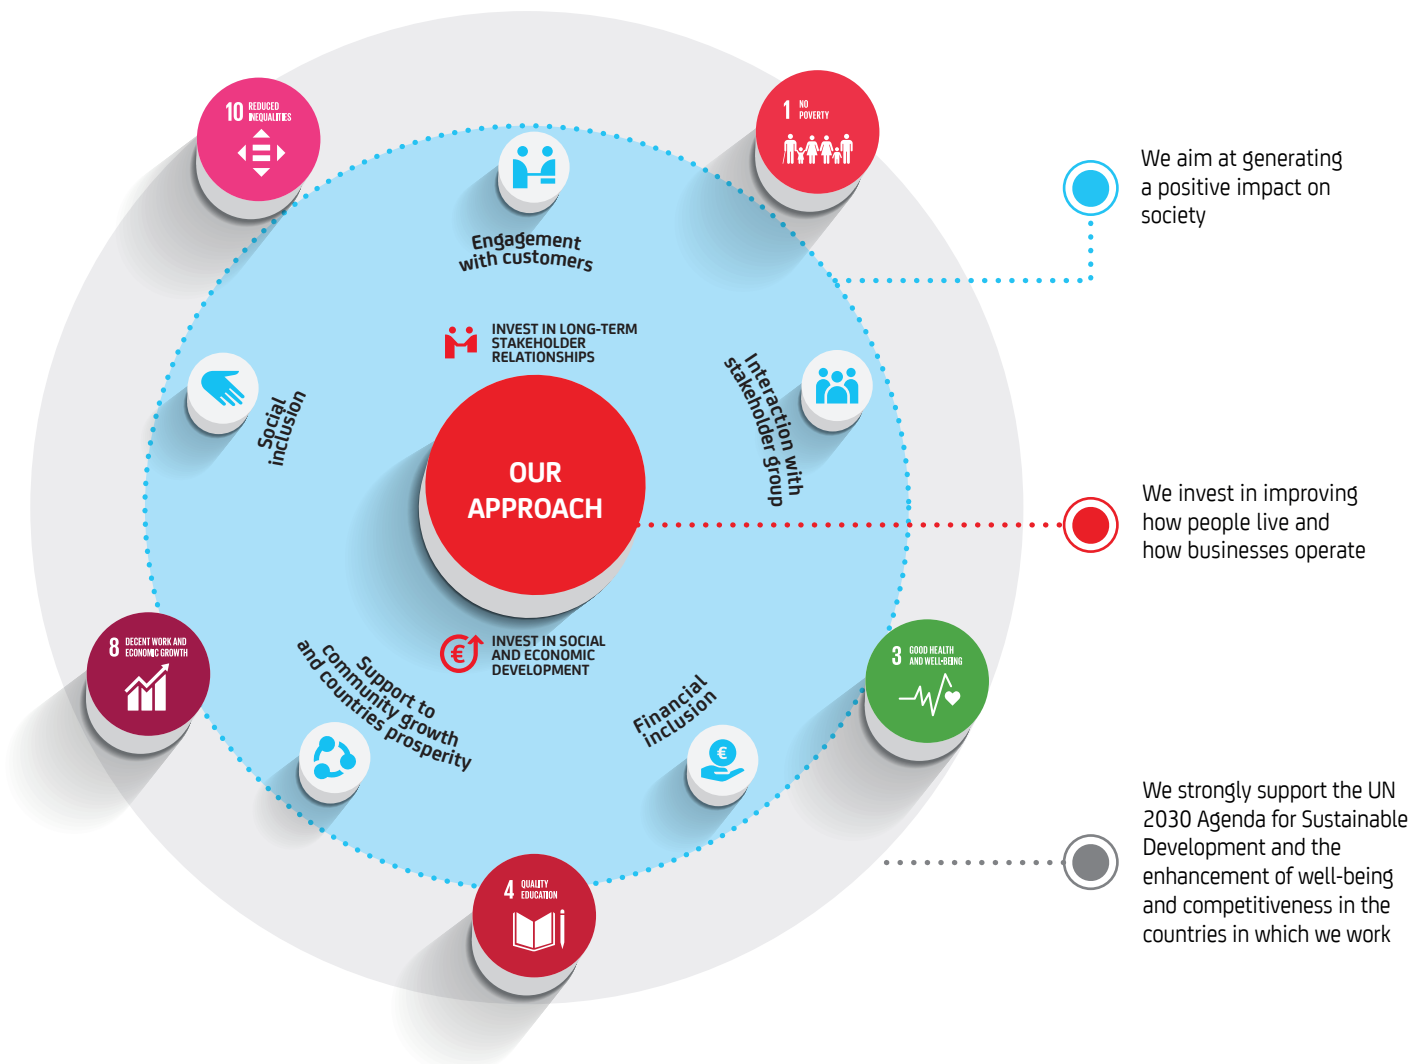 10 REDUCED
INEQUALITIES
1 NO
POVERTY
We aim at generating
a positive impact on
society
Engagement
with customers
INVEST IN LONG-TERM
STAKEHOLDER
RELATIONSHIPS
Interaction with
stakeholder group
Social
inclusion
OUR
APPROACH
We invest in improving
how people live and
how businesses operate
8 DECENT WORK AND
ECONOMIC GROWTH
INVEST IN SOCIAL
AND ECONOMIC
DEVELOPMENT
€
3 GOOD HEALTH
AND WELL-BEING
Support to
community growth
and countries prosperity
Financial
inclusion
€
We strongly support the UN
2030 Agenda for Sustainable
Development and the
enhancement of well-being
and competitiveness in the
countries in which we work
4 QUALITY
EDUCATION